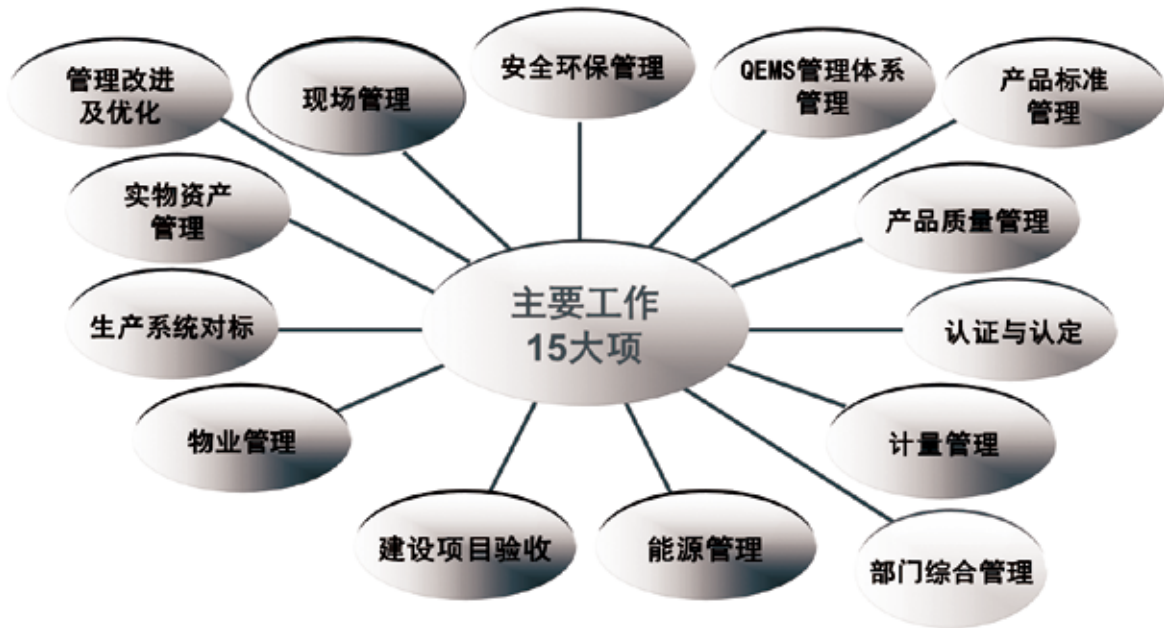 管理改进
及优化
现场管理
安全环保管理
QEMS管理体系
管理
产品标准
管理
实物资产
管理
产品质量管理
主要工作
15大项
生产系统对标
认证与认定
物业管理
计量管理
建设项目验收
能源管理
部门综合管理